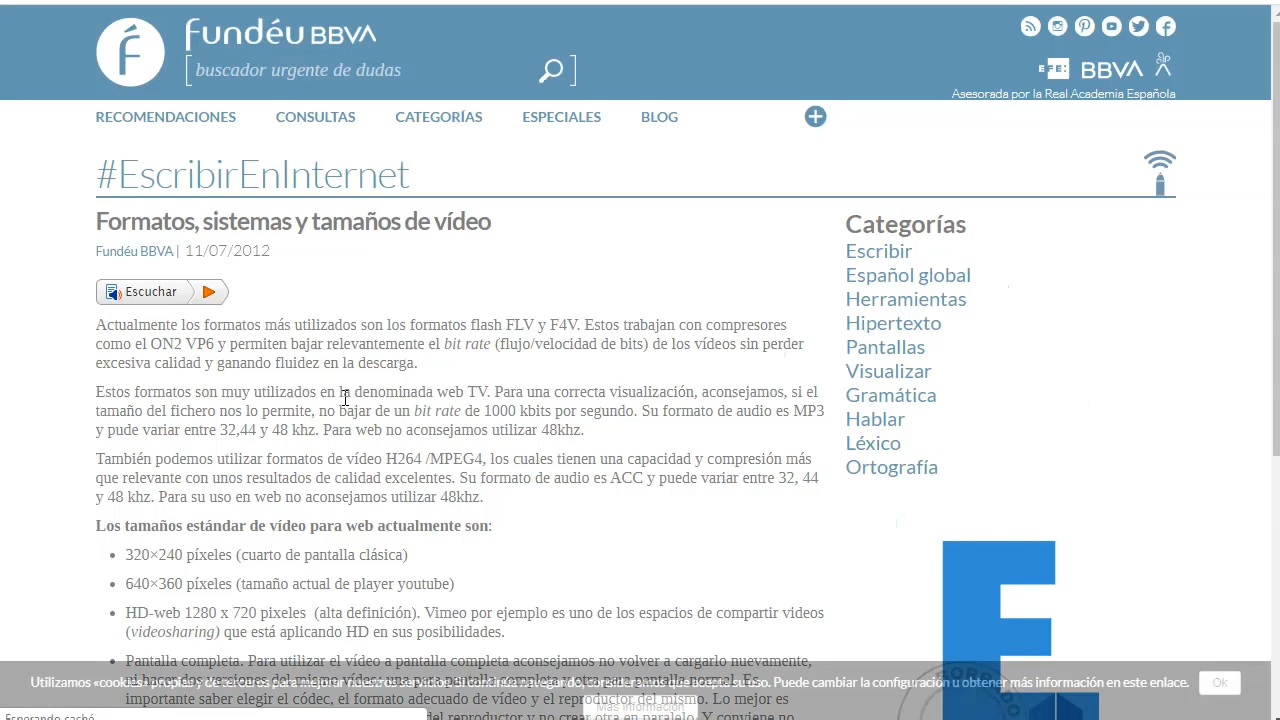 fundéu BBVA
buscador urgente de dudas
EFE: BBVA
Asesorada por la Real Academia Española
RECOMENDACIONES CONSULTAS CATEGORÍAS ESPECIALES BLOG
#EscribirEnInternet
Formatos, sistemas y tamaños de vídeo
Fundéu BBVA | 11/07/2012
Escuchar
Actualmente los formatos más utilizados son los formatos flash FLV y F4V. Estos trabajan con compresores
como el ON2 VP6 y permiten bajar relevantemente el bit rate (flujo/velocidad de bits) de los vídeos sin perder
excesiva calidad y ganando fluidez en la descarga.
Estos formatos son muy utilizados en la denominada web TV. Para una correcta visualización, aconsejamos, si el
tamaño del fichero nos lo permite, no bajar de un bit rate de 1000 kbits por segundo. Su formato de audio es MP3
y pude variar entre 32,44 y 48 khz. Para web no aconsejamos utilizar 48khz.
También podemos utilizar formatos de vídeo H264 /MPEG4, los cuales tienen una capacidad y compresión más
que relevante con unos resultados de calidad excelentes. Su formato de audio es ACC y puede variar entre 32, 44
y 48 khz. Para su uso en web no aconsejamos utilizar 48khz.
Los tamaños estándar de vídeo para web actualmente son:
• 320×240 píxeles (cuarto de pantalla clásica)
• 640×360 píxeles (tamaño actual de player youtube)
• HD-web 1280 x 720 pixeles (alta definición). Vimeo por ejemplo es uno de los espacios de compartir videos
(videosharing) que está aplicando HD en sus posibilidades.
• Pantalla completa. Para utilizar el vídeo a pantalla completa aconsejamos no volver a cargarlo nuevamente,
importante saber elegir el códec, el formato adecuado de vídeo y el reproductor del mismo. Lo mejor es
del reproductor y no crear otra en paralelo. Y conviene no
Categorías
Escribir
Español global
Herramientas
Hipertexto
Pantallas
Visualizar
Gramática
Hablar
Léxico
Ortografía
Puede cambiar la configuración u obtener más información en este enlace. Ok
Más información
Esperando caché